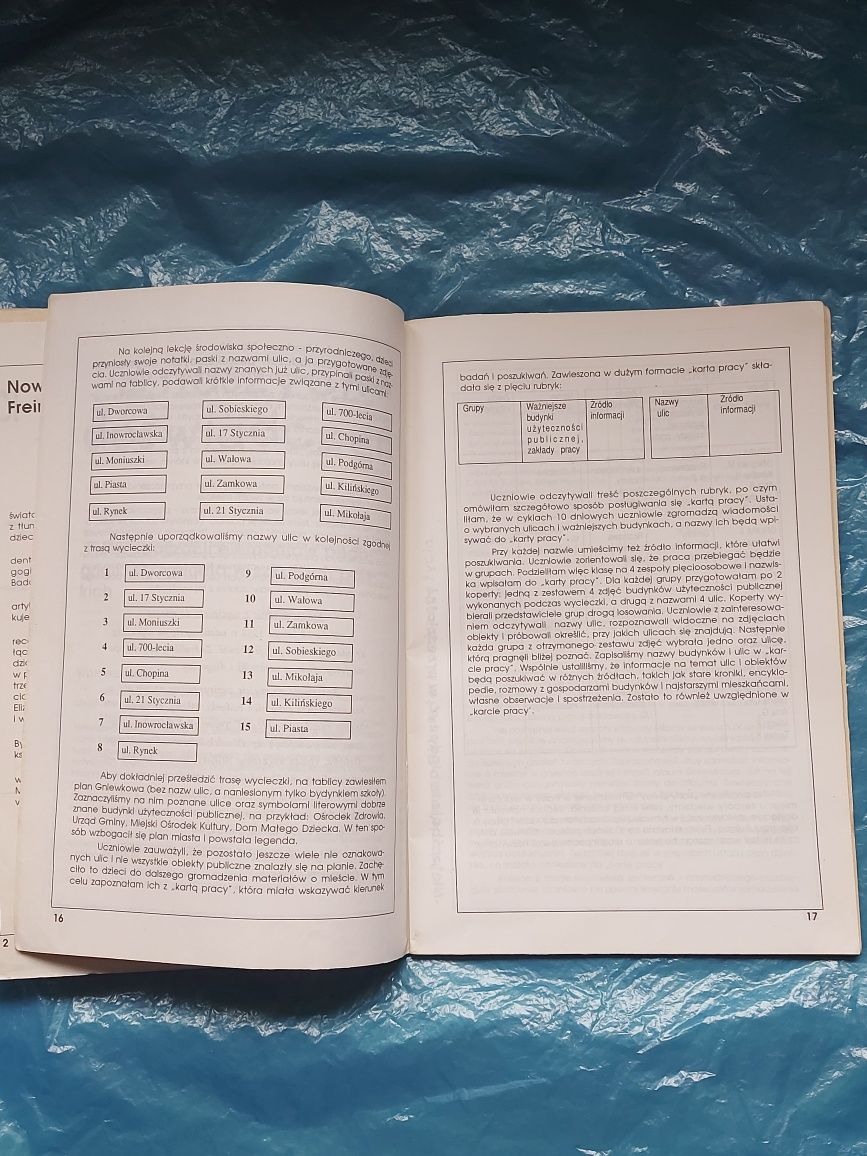 Now
Frei
świato
z tłun
dziec
dent
gogi
Bad
arty
kuje
rec
łąc
dzie
w p
trze
cic
Eliz
i w
By
ks
w
M
v
2
Na kolejną lekcję środowiska społeczno - przyrodniczego, dzieci
przyniosły swoje notatki, paski z nazwami ulic, a ja przygotowane zdję-
cia. Uczniowie odczytywali nazwy znanych już ulic, przypinali paski z naz-
wami na tablicy, podawali krótkie informacje związane z tymi ulicami:
ul. Dworcowa
ul. Sobieskiego
ul. 700-lecia
ul. Inowrocławska
ul. 17 Stycznia
ul. Chopina
ul. Moniuszki
ul. Wałowa
ul. Podgórna
ul. Piasta
ul. Zamkowa
ul. Kilińskiego
ul. Rynek
ul. 21 Stycznia
ul. Mikołaja
Następnie uporządkowaliśmy nazwy ulic w kolejności zgodnej
z trasą wycieczki:
1 ul. Dworcowa
2 ul. 17 Stycznia
3 ul. Moniuszki
4 ul. 700-lecia
5 ul. Chopina
6 ul. 21 Stycznia
7 ul. Inowrocławska
8 ul. Rynek
9 ul. Podgórna
10 ul. Wałowa
11 ul. Zamkowa
12 ul. Sobieskiego
13 ul. Mikołaja
14 ul. Kilińskiego
15 ul. Piasta
Aby dokładniej prześledzić trasę wycieczki, na tablicy zawiesiłem
plan Gniewkowa (bez nazw ulic, a naniesionym tylko budynkiem szkoły).
Zaznaczyliśmy na nim poznane ulice oraz symbolami literowymi dobrze
znane budynki użyteczności publicznej, na przykład: Ośrodek Zdrowia,
Urząd Gminy, Miejski Ośrodek Kultury, Dom Małego Dziecka. W ten spo-
sób wzbogacił się plan miasta i powstała legenda.
Uczniowie zauważyli, że pozostało jeszcze wiele nie oznakowa-
nych ulic i nie wszystkie obiekty publiczne znalazły się na planie. Zachę-
ciło to dzieci do dalszego gromadzenia materiałów o mieście. W tym
celu zapoznałam ich z „kartą pracy", która miała wskazywać kierunek
16
badań i poszukiwań. Zawieszona w dużym formacie „karta pracy" skła-
dała się z pięciu rubryk:
Grupy
Ważniejsze
budynki
użyteczności
publicznej,
zakłady pracy
Źródło
informacji
Nazwy
ulic
Źródło
informacji
Uczniowie odczytywali treść poszczególnych rubryk, po czym
omówiłam szczegółowo sposób posługiwania się „kartą pracy". Usta-
liłam, że w cyklach 10 dniowych uczniowie zgromadzą wiadomości
o wybranych ulicach i ważniejszych budynkach, a nazwy ich będą wpi-
sywać do „karty pracy".
Przy każdej nazwie umieścimy też źródło informacji, które ułatwi
poszukiwania. Uczniowie zorientowali się, że praca przebiegać będzie
w grupach. Podzieliłam więc klasę na 4 zespoły pięcioosobowe i nazwis-
ka wpisałam do „karty pracy". Dla każdej grupy przygotowałam po 2
koperty: jedną z zestawem 4 zdjęć budynków użyteczności publicznej
wykonanych podczas wycieczki, a drugą z nazwami 4 ulic. Koperty wy-
bierali przedstawiciele grup drogą losowania. Uczniowie z zainteresowa-
niem odczytywali nazwy ulic, rozpoznawali widoczne na zdjęciach
obiekty i próbowali określić, przy jakich ulicach się znajdują. Następnie
każda grupa z otrzymanego zestawu zdjęć wybrała jedno oraz ulicę,
którą pragnęli bliżej poznać. Zapisaliśmy nazwy budynków i ulic w „kar-
cie pracy". Wspólnie ustaliliśmy, że informacje na temat ulic i obiektów
będą poszukiwać w różnych źródłach, takich jak stare kroniki, encyklo-
pedie, rozmowy z gospodarzami budynków i najstarszymi mieszkańcami,
własne obserwacje i spostrzeżenia. Zostało to również uwzględnione w
„karcie pracy".
17